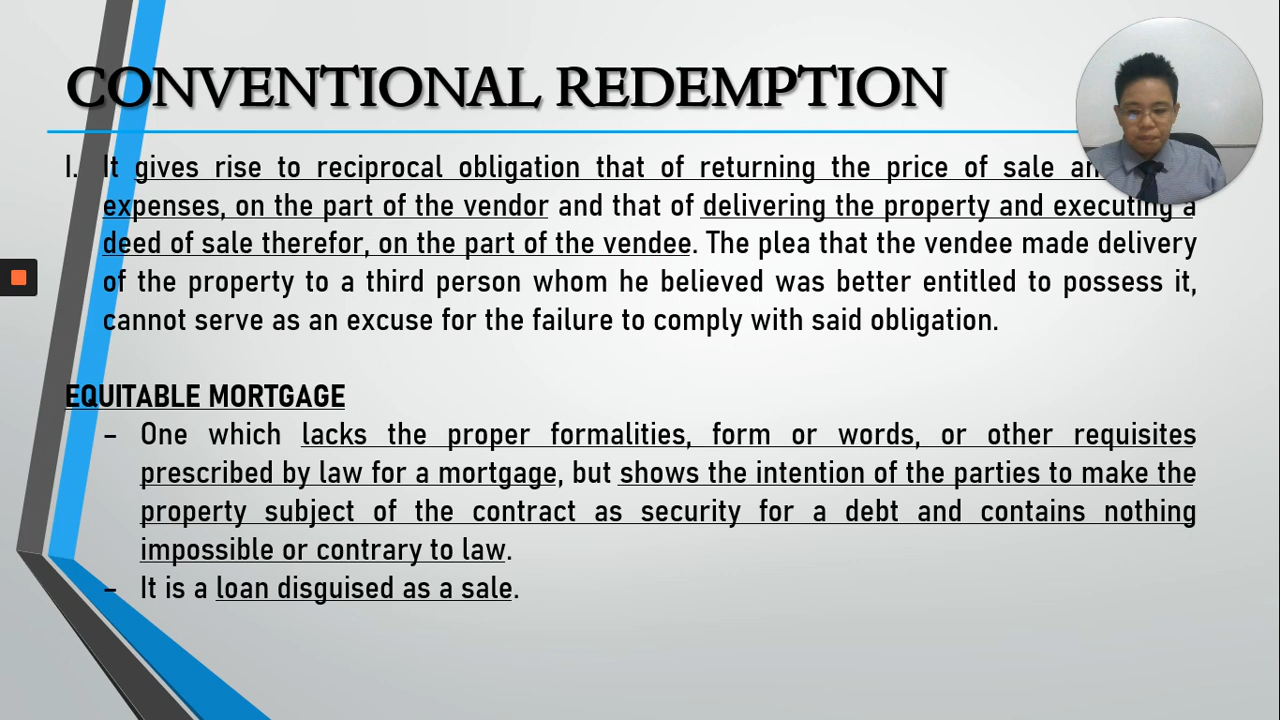 CONVENTIONAL REDEMPTION
I. It gives rise to reciprocal obligation that of returning the price of sale
expenses, on the part of the vendor and that of delivering the property and executing a
deed of sale therefor, on the part of the vendee. The plea that the vendee made delivery
of the property to a third person whom he believed was better entitled to possess it,
cannot serve as an excuse for the failure to comply with said obligation.
EQUITABLE MORTGAGE
– One which lacks the proper formalities, form or words, or other requisites
prescribed by law for a mortgage, but shows the intention of the parties to make the
property subject of the contract as security for a debt and contains nothing
impossible or contrary to law.
– It is a loan disguised as a sale.